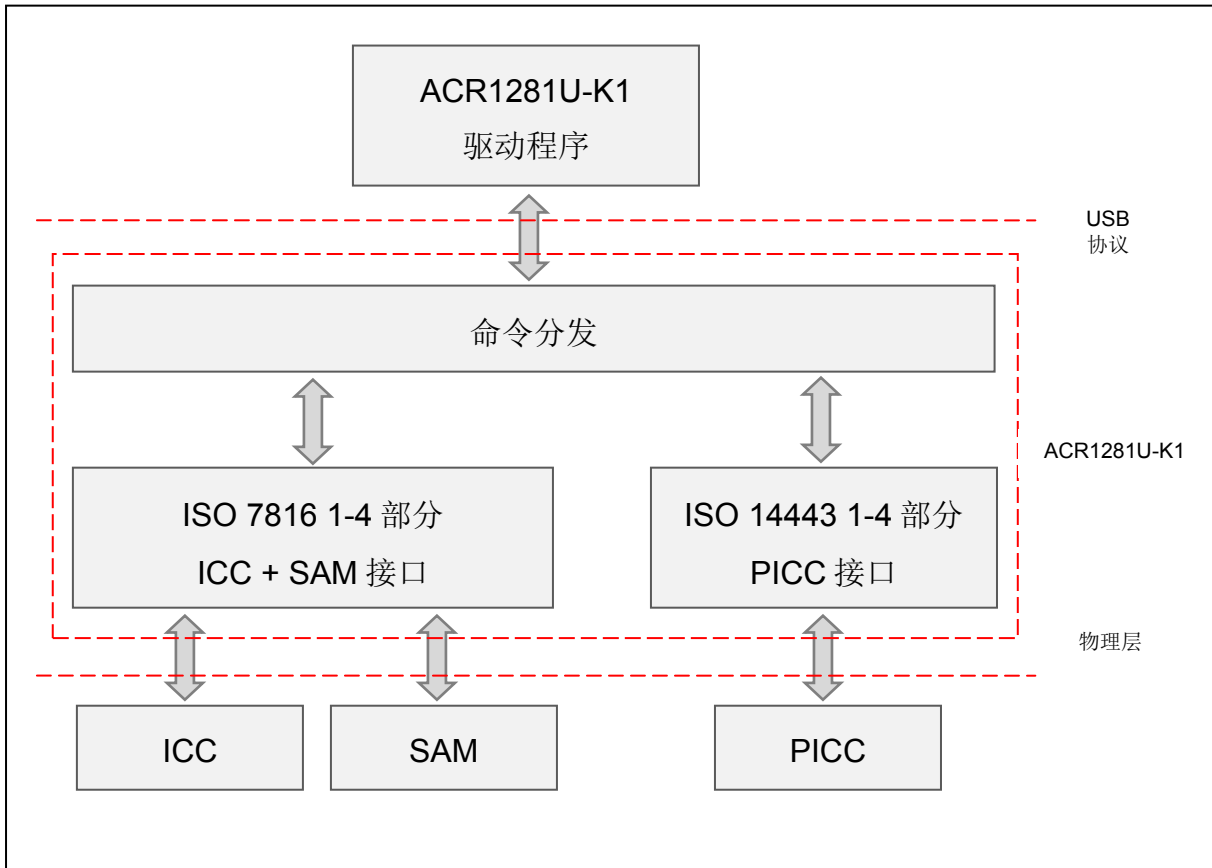 ACR1281U-K1
驱动程序
USB
协议
命令分发
ACR1281U-K1
ISO 7816 1-4 部分
ICC + SAM 接口
ISO 14443 1-4 部分
PICC 接口
物理层
ICC
SAM
PICC